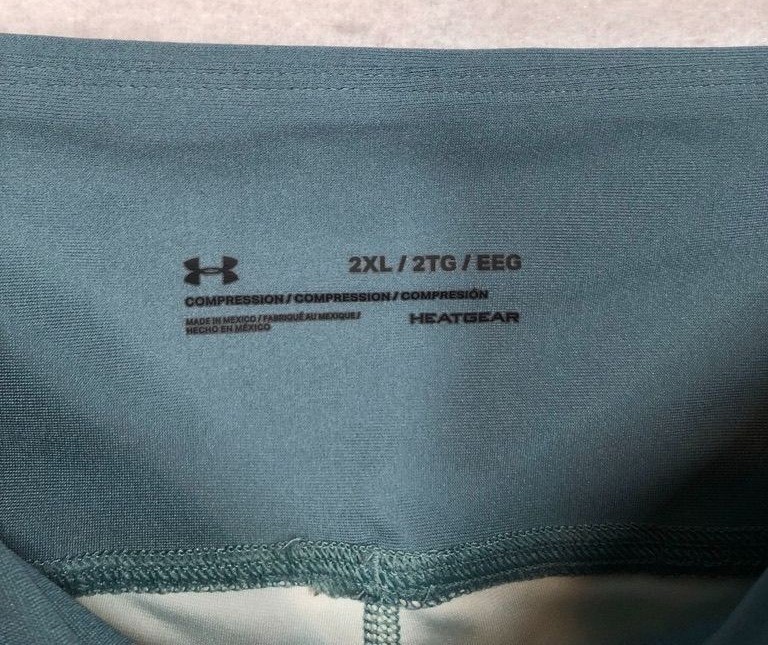 2XL / 2TG / EEG
COMPRESSION / COMPRESSION / COMPRESIÓN
MADE IN MEXICO / FABRIQUÉ AU MEXIQUE /
HECHO EN MÉXICO
HEATGEAR